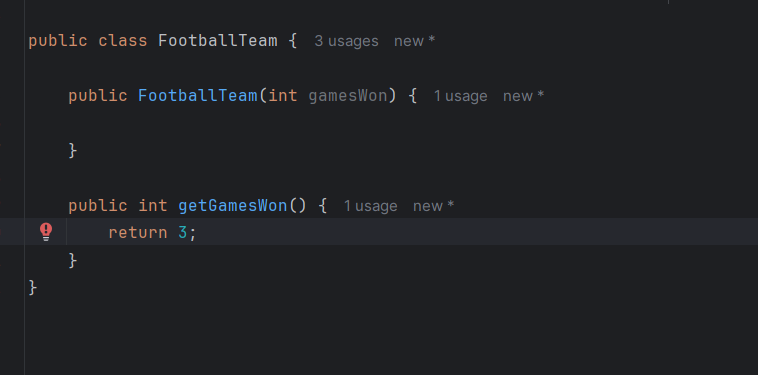 public class FootballTeam { 3 usages new *
public FootballTeam(int gamesWon) { 1 usage new *
}
public int getGamesWon() { 1 usage new *
return 3;
}
}